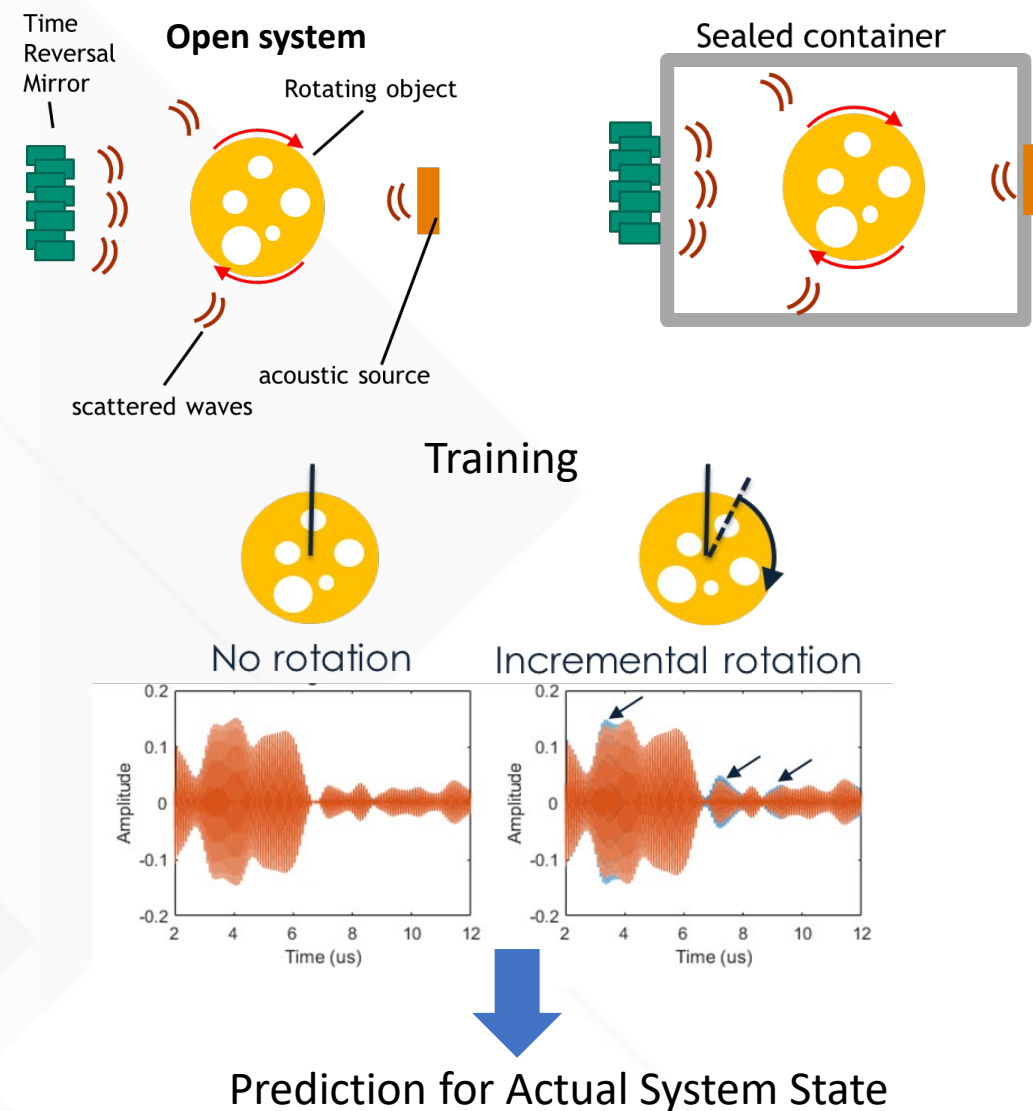 Time
Reversal
Mirror
Open system
Rotating object
scattered waves
acoustic source
Sealed container
Training
No rotation
Incremental rotation
0.2
0.1
0
-0.1
-0.2
Amplitude
2 4 6 8 10 12
Time (us)
0.2
0.1
0
-0.1
-0.2
Amplitude
2 4 6 8 10 12
Time (us)
Prediction for Actual System State